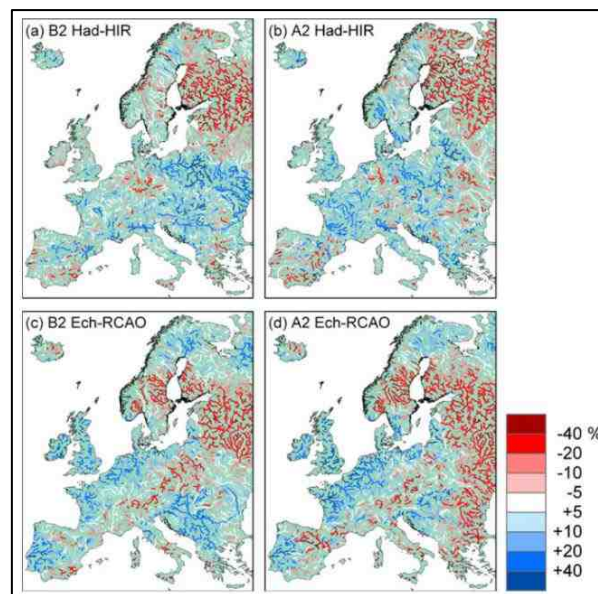 (a) B2 Had-HIR
(b) A2 Had-HIR
(c) B2 Ech-RCAO
(d) A2 Ech-RCAO
-40 %
-20
-10
-5
+5
+10
+20
+40